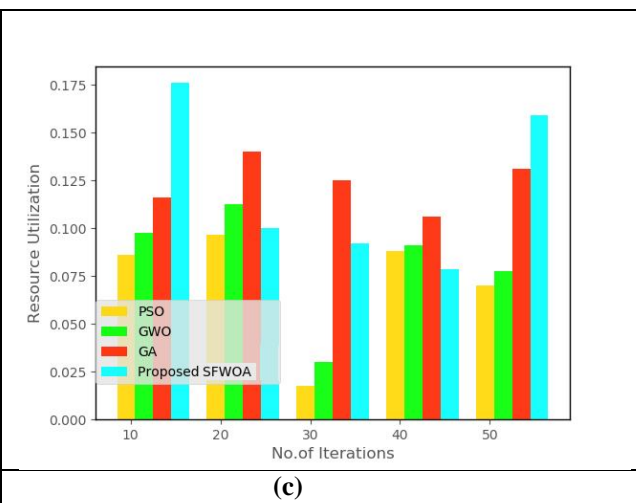 0.175
0.150
0.125
0.100
0.075
0.050
0.025
0.000
Resource Utilization
PSO
GWO
GA
Proposed SFWOA
10 20 30 40 50
No.of Iterations
(c)